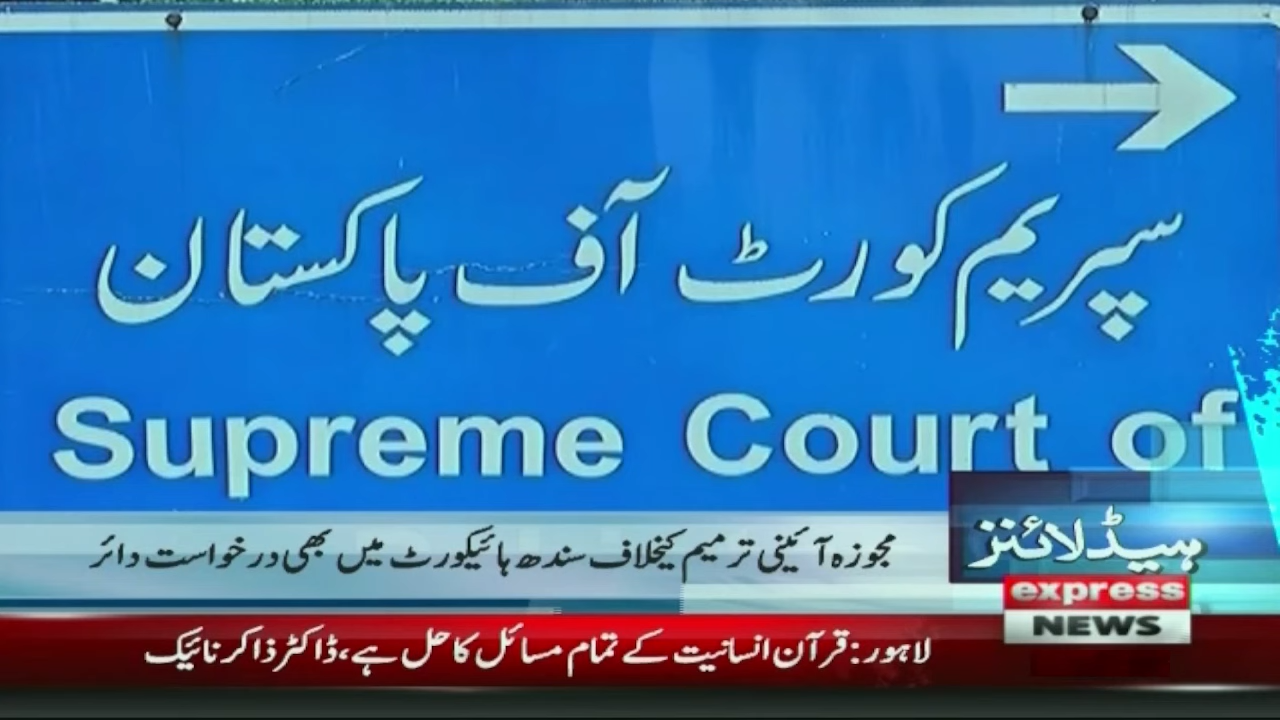 سپریم کورٹ آف پاکستان
Supreme Court of
ہیڈلائنز
مجوزہ آئینی ترمیم کیخلاف سندھ ہائیکورٹ میں بھی درخواست دائر
express
NEWS
لاہور: قرآن انسانیت کے تمام مسائل کا حل ہے، ڈاکٹر ذاکر نائیک